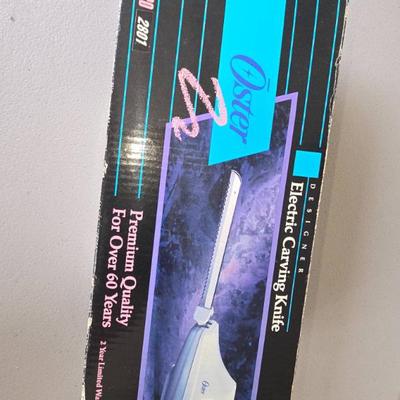 2801
Oster
DESIGNER
Electric Carving Knife
Premium Quality
For Over 60 Years
2 Year Limited
Oster